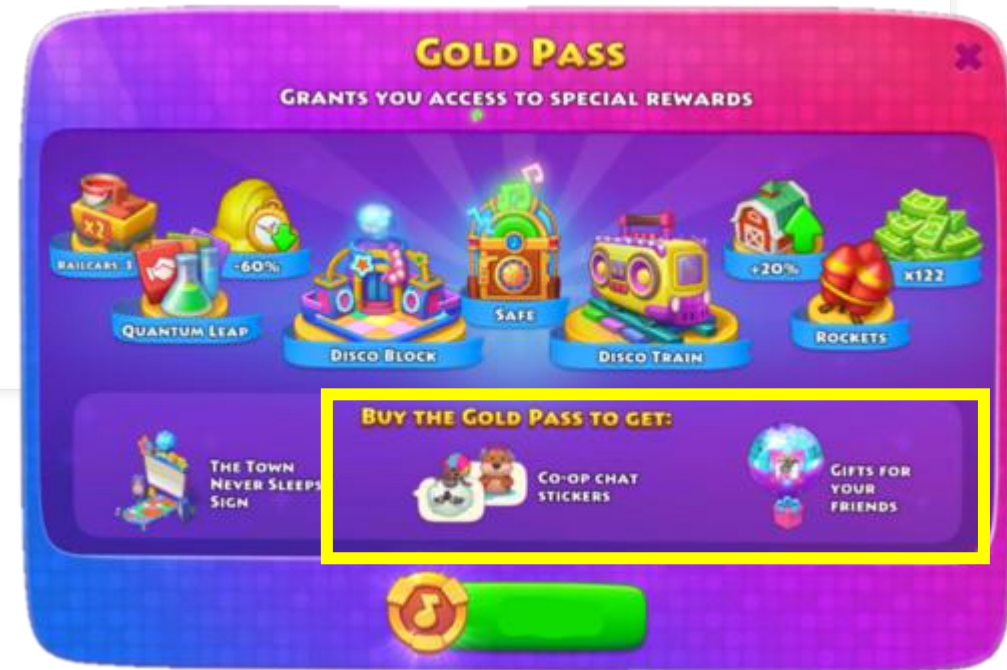 GOLD PASS
GRANTS YOU ACCESS TO SPECIAL REWARDS
X2
RAILCARS: 3
-60%
QUANTUM LEAP
DISCO BLOCK
SAFE
DISCO TRAIN
+20%
ROCKETS
X122
BUY THE GOLD PASS TO GET:
THE TOWN
NEVER SLEEPS
SIGN
CO-OP CHAT
STICKERS
GIFTS FOR
YOUR
FRIENDS